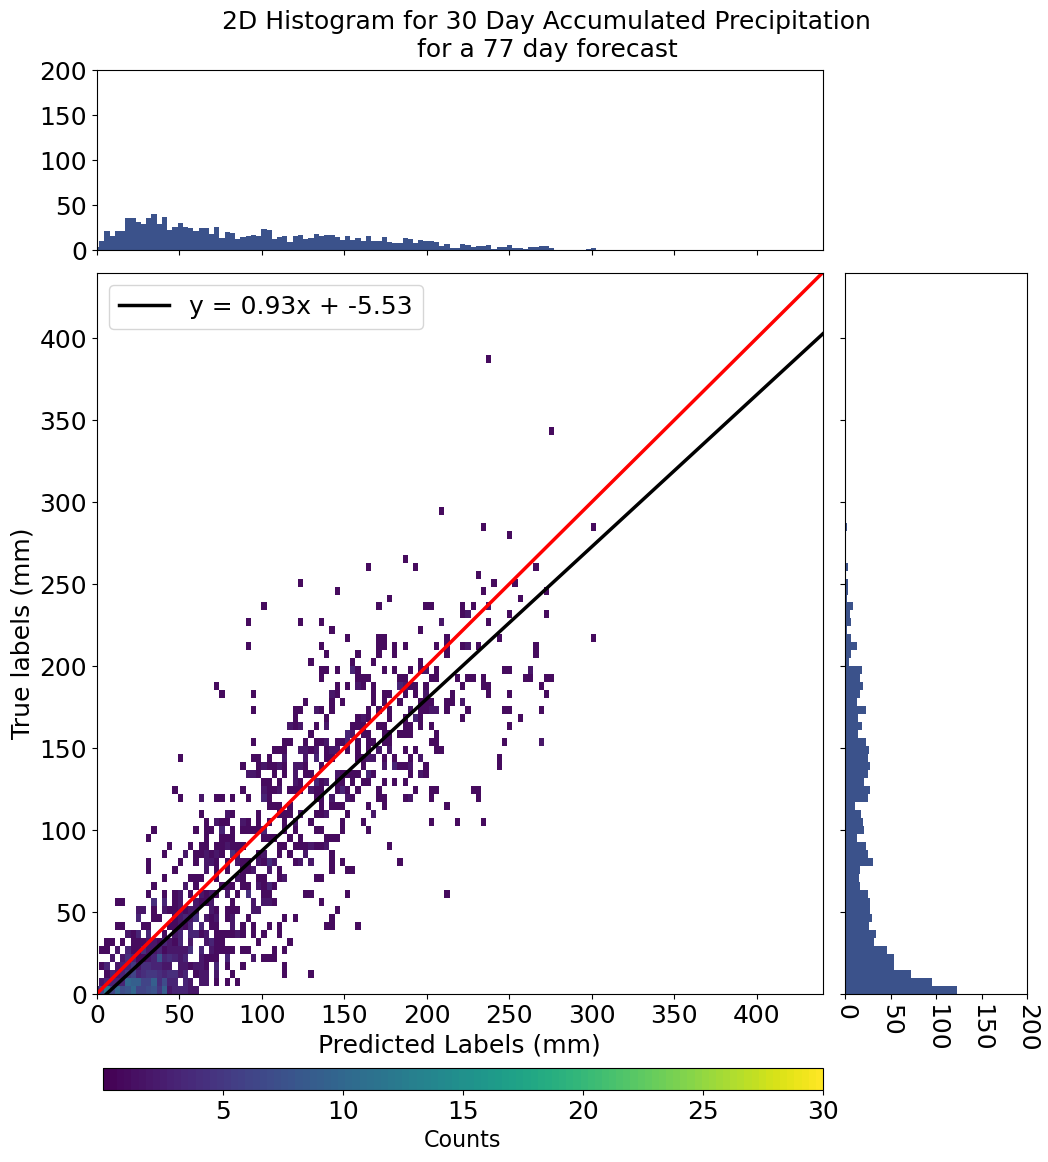 2D Histogram for 30 Day Accumulated Precipitation
for a 77 day forecast
200
150
100
50
0
y = 0.93x + -5.53
True labels (mm)
400
350
300
250
200
150
100
50
0
0 50 100 150 200 250 300 350 400
Predicted Labels (mm)
0 50 100 150 200
5 10 15 20 25 30
Counts